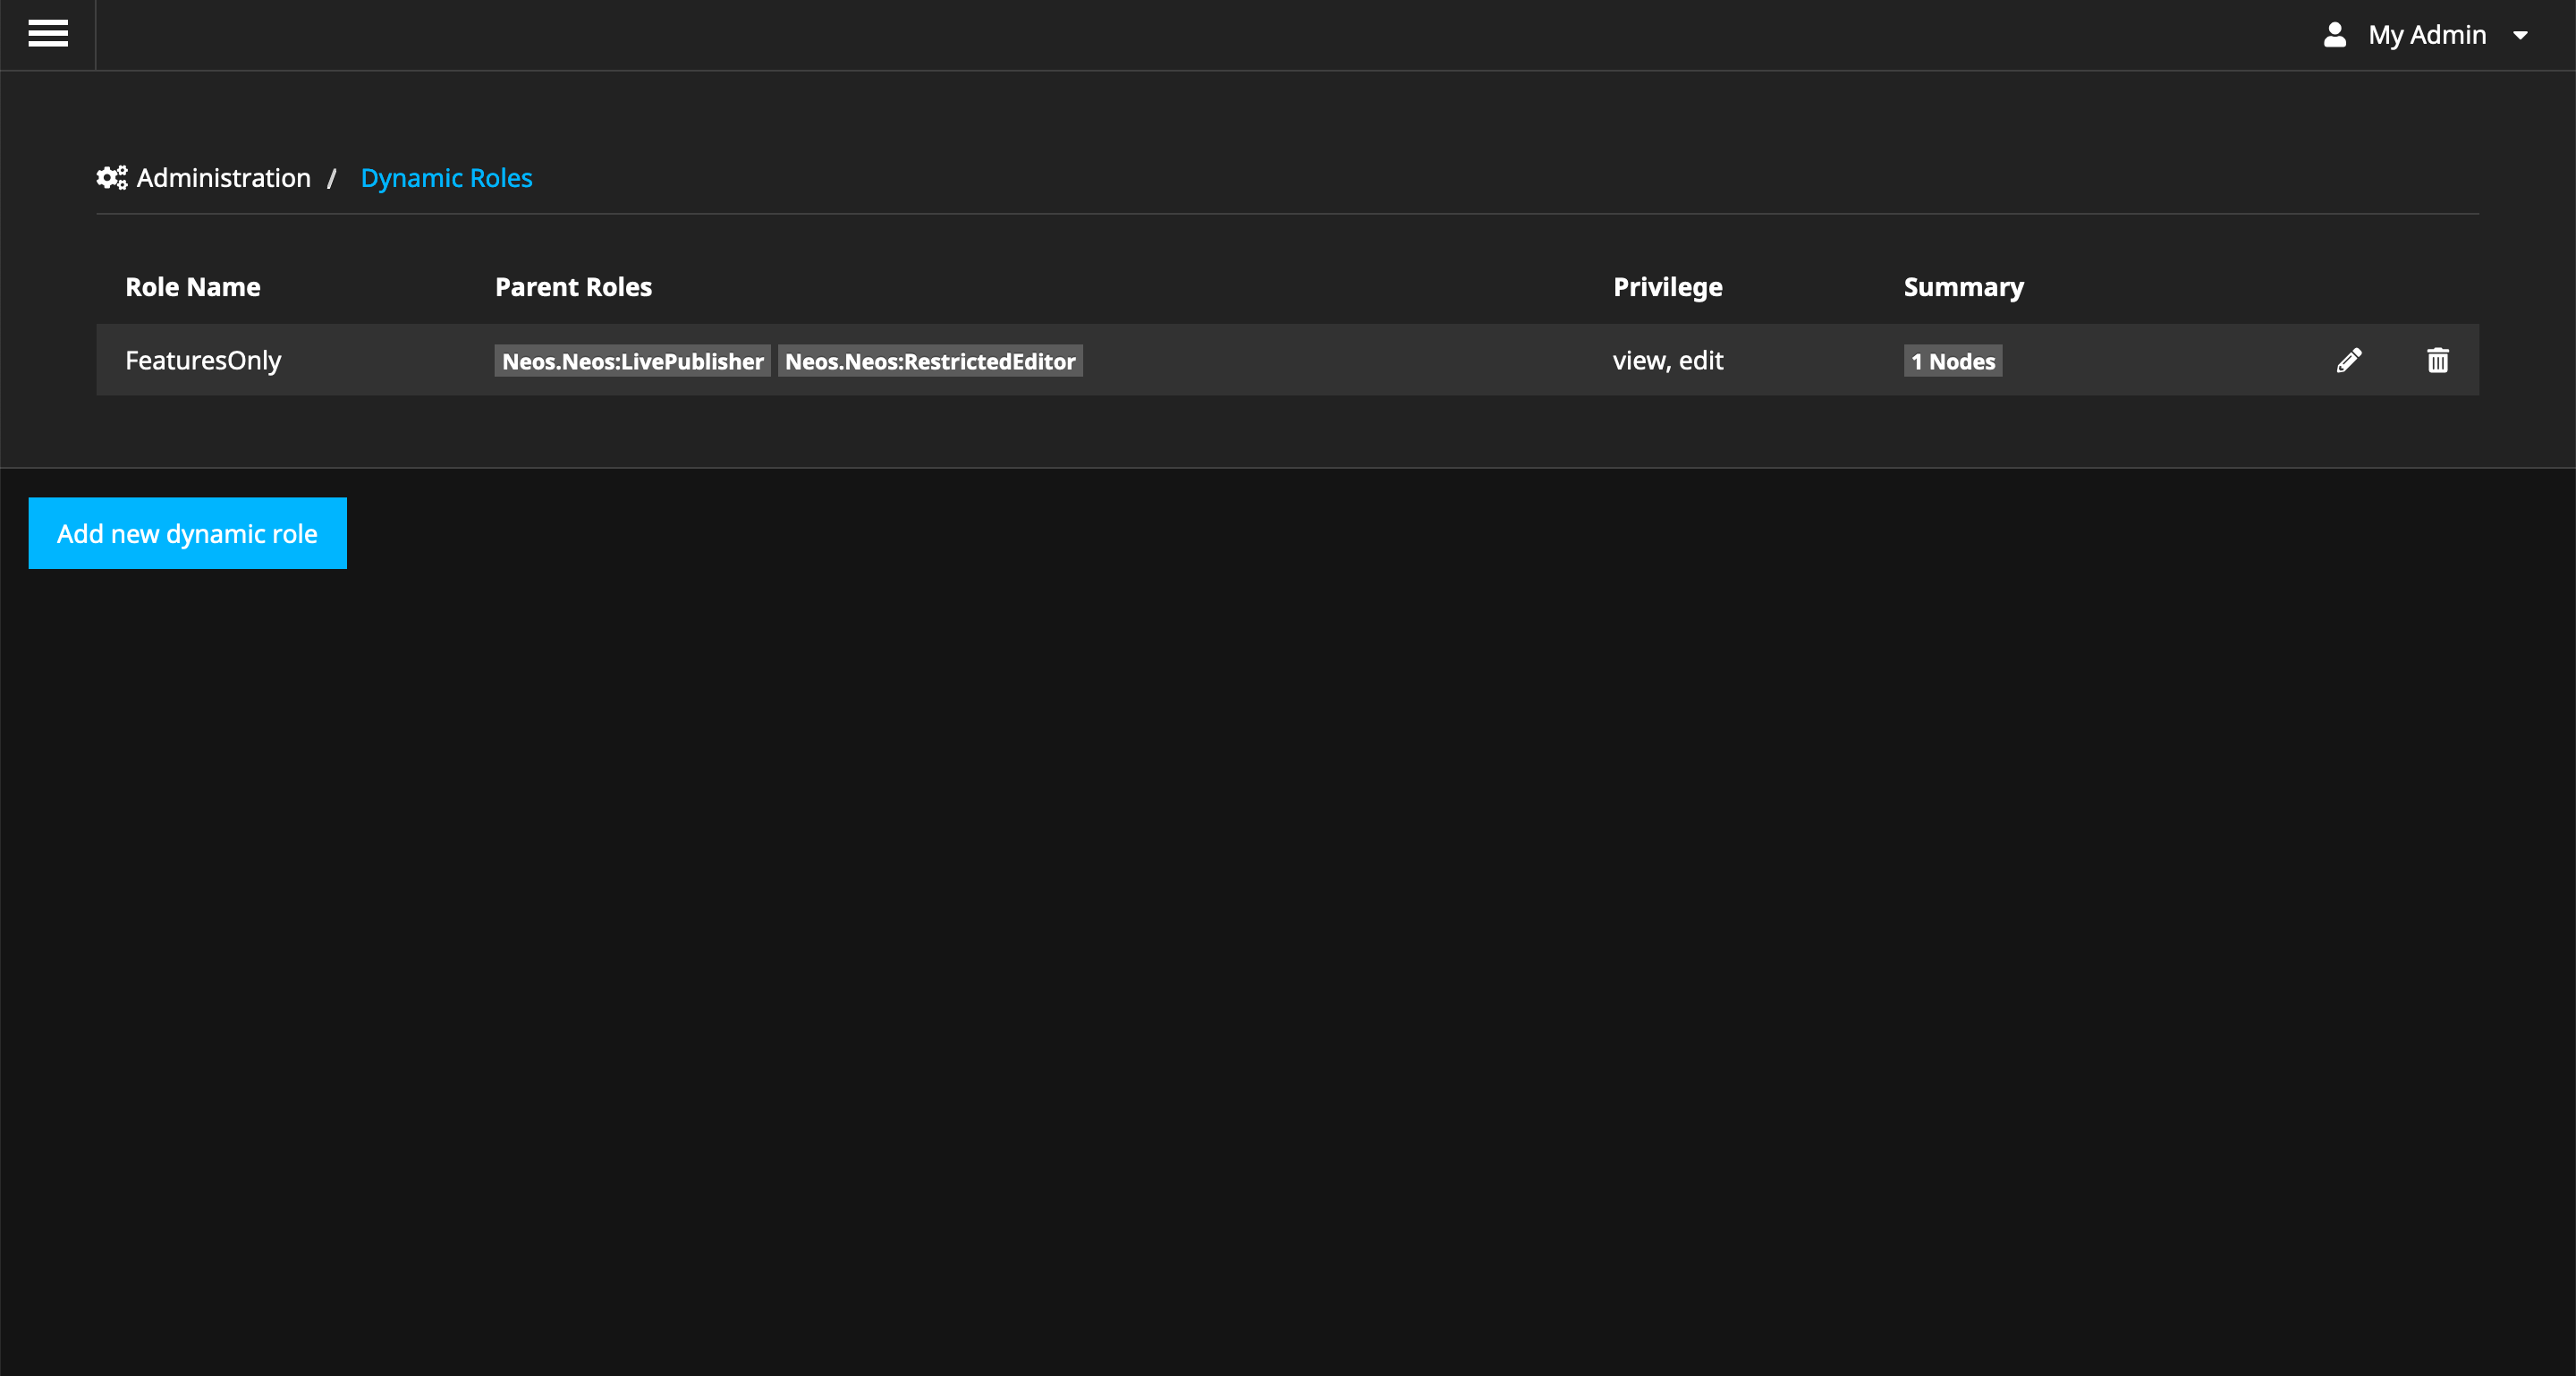 My Admin
Administration / Dynamic Roles
Role Name Parent Roles Privilege Summary
FeaturesOnly Neos.Neos:LivePublisher Neos.Neos:RestrictedEditor view, edit 1 Nodes
Add new dynamic role